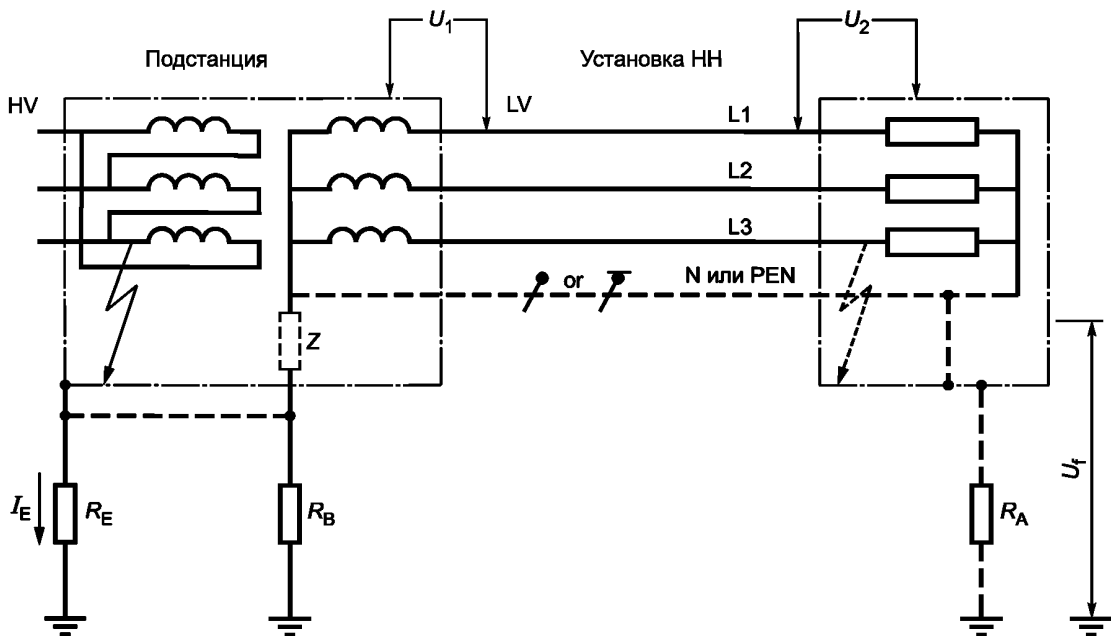 U1
U2
Подстанция
Установка НН
HV
LV
L1
L2
L3
or
N или PEN
Z
Uf
IE
RE
RB
RA